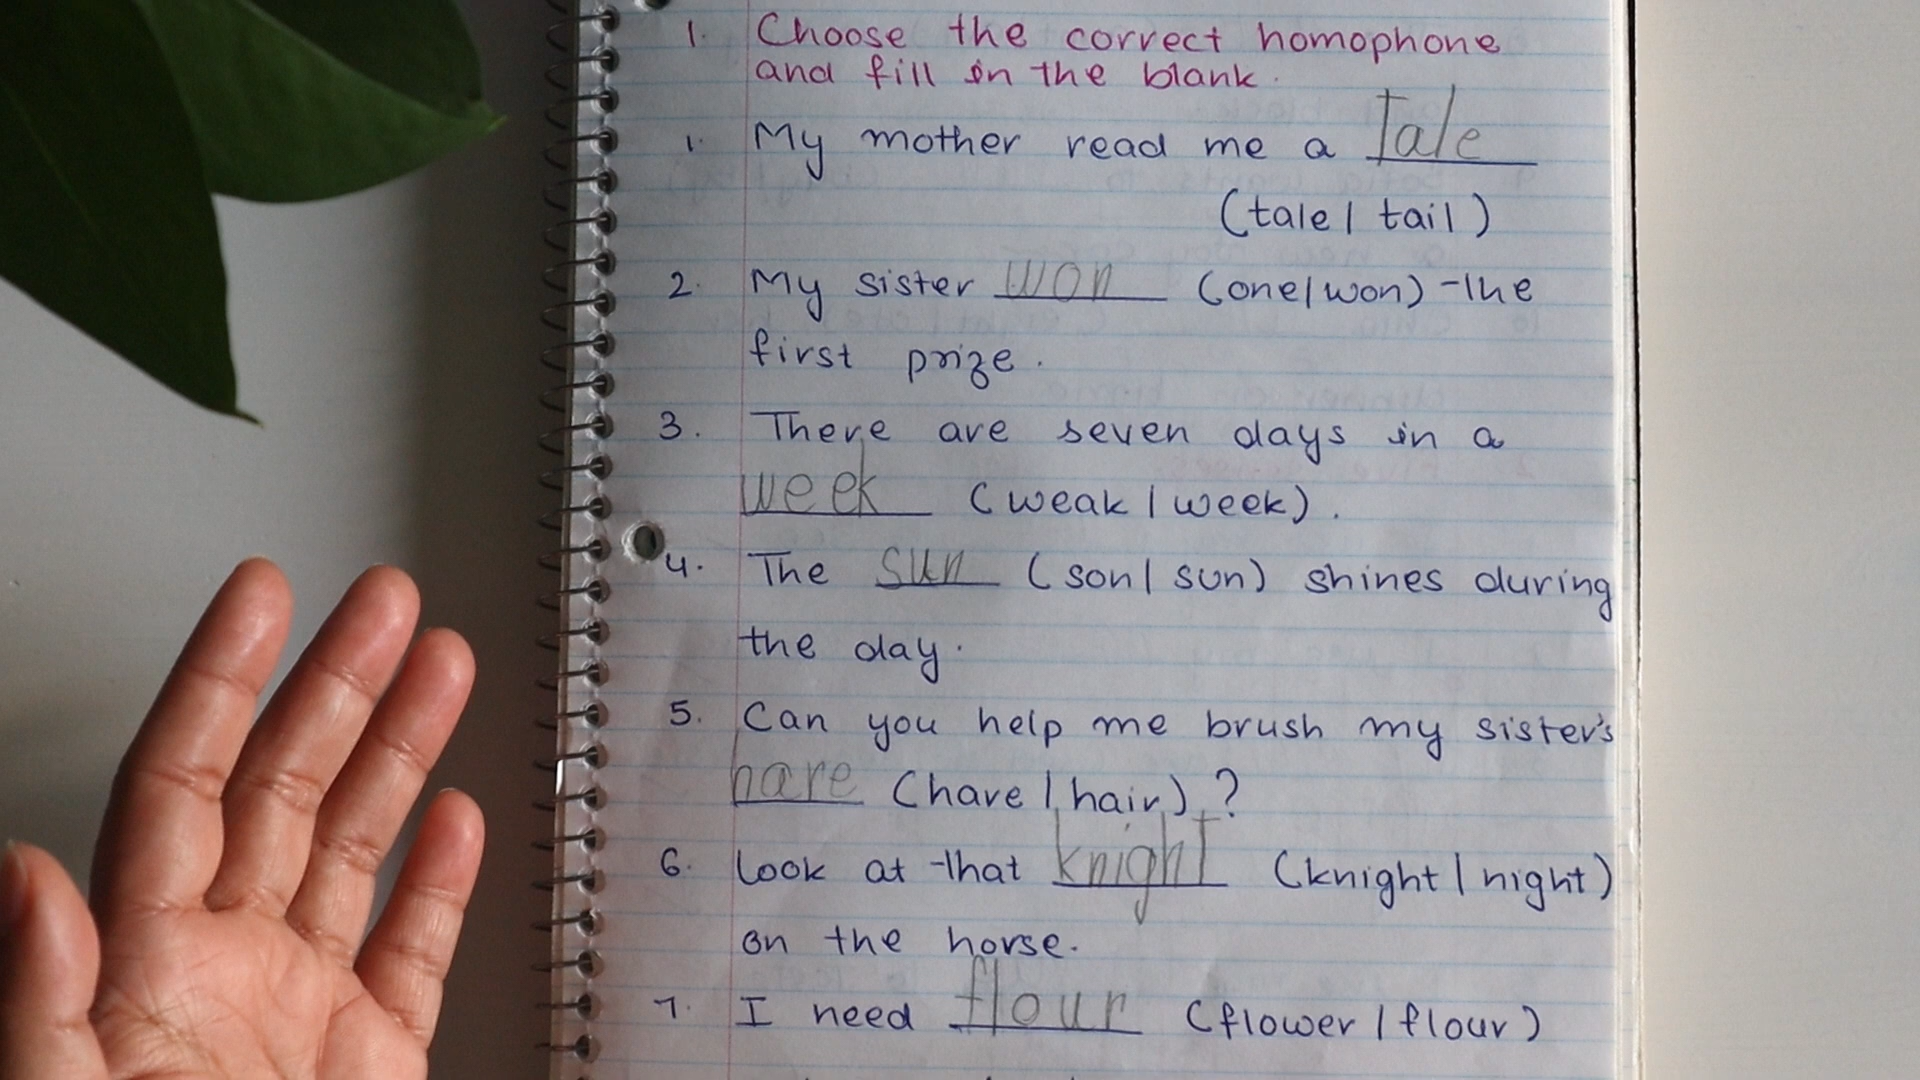 1. Choose the correct homophone
and fill in the blank.
1. My mother read me a tale
(tale / tail)
2. My sister won (one/won) the
first prize.
3. There are seven days in a
week (weak / week).
4. The sun (son / sun) shines during
the day.
5. Can you help me brush my sister's
hare (hare / hair)?
6. Look at that knight (knight / night)
on the horse.
7. I need flour (flower / flour)